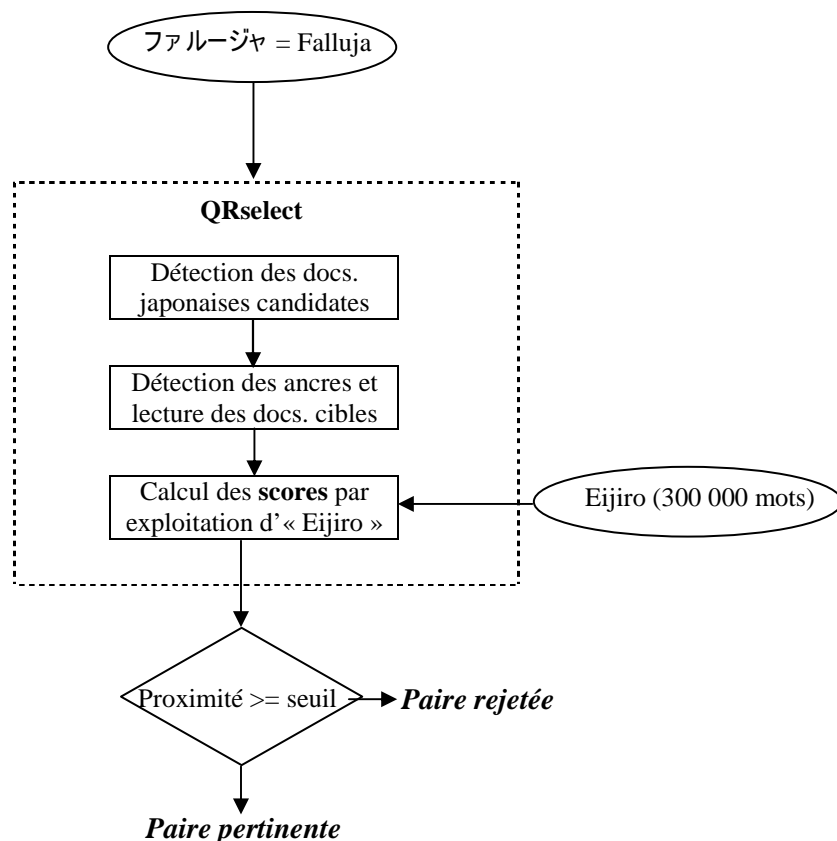 ファルージャ = Falluja
QRselect
Détection des docs.
japonaises candidates
Détection des ancres et
lecture des docs. cibles
Calcul des scores par
exploitation d'« Eijiro »
Eijiro (300 000 mots)
Proximité >= seuil
Paire rejetée
Paire pertinente